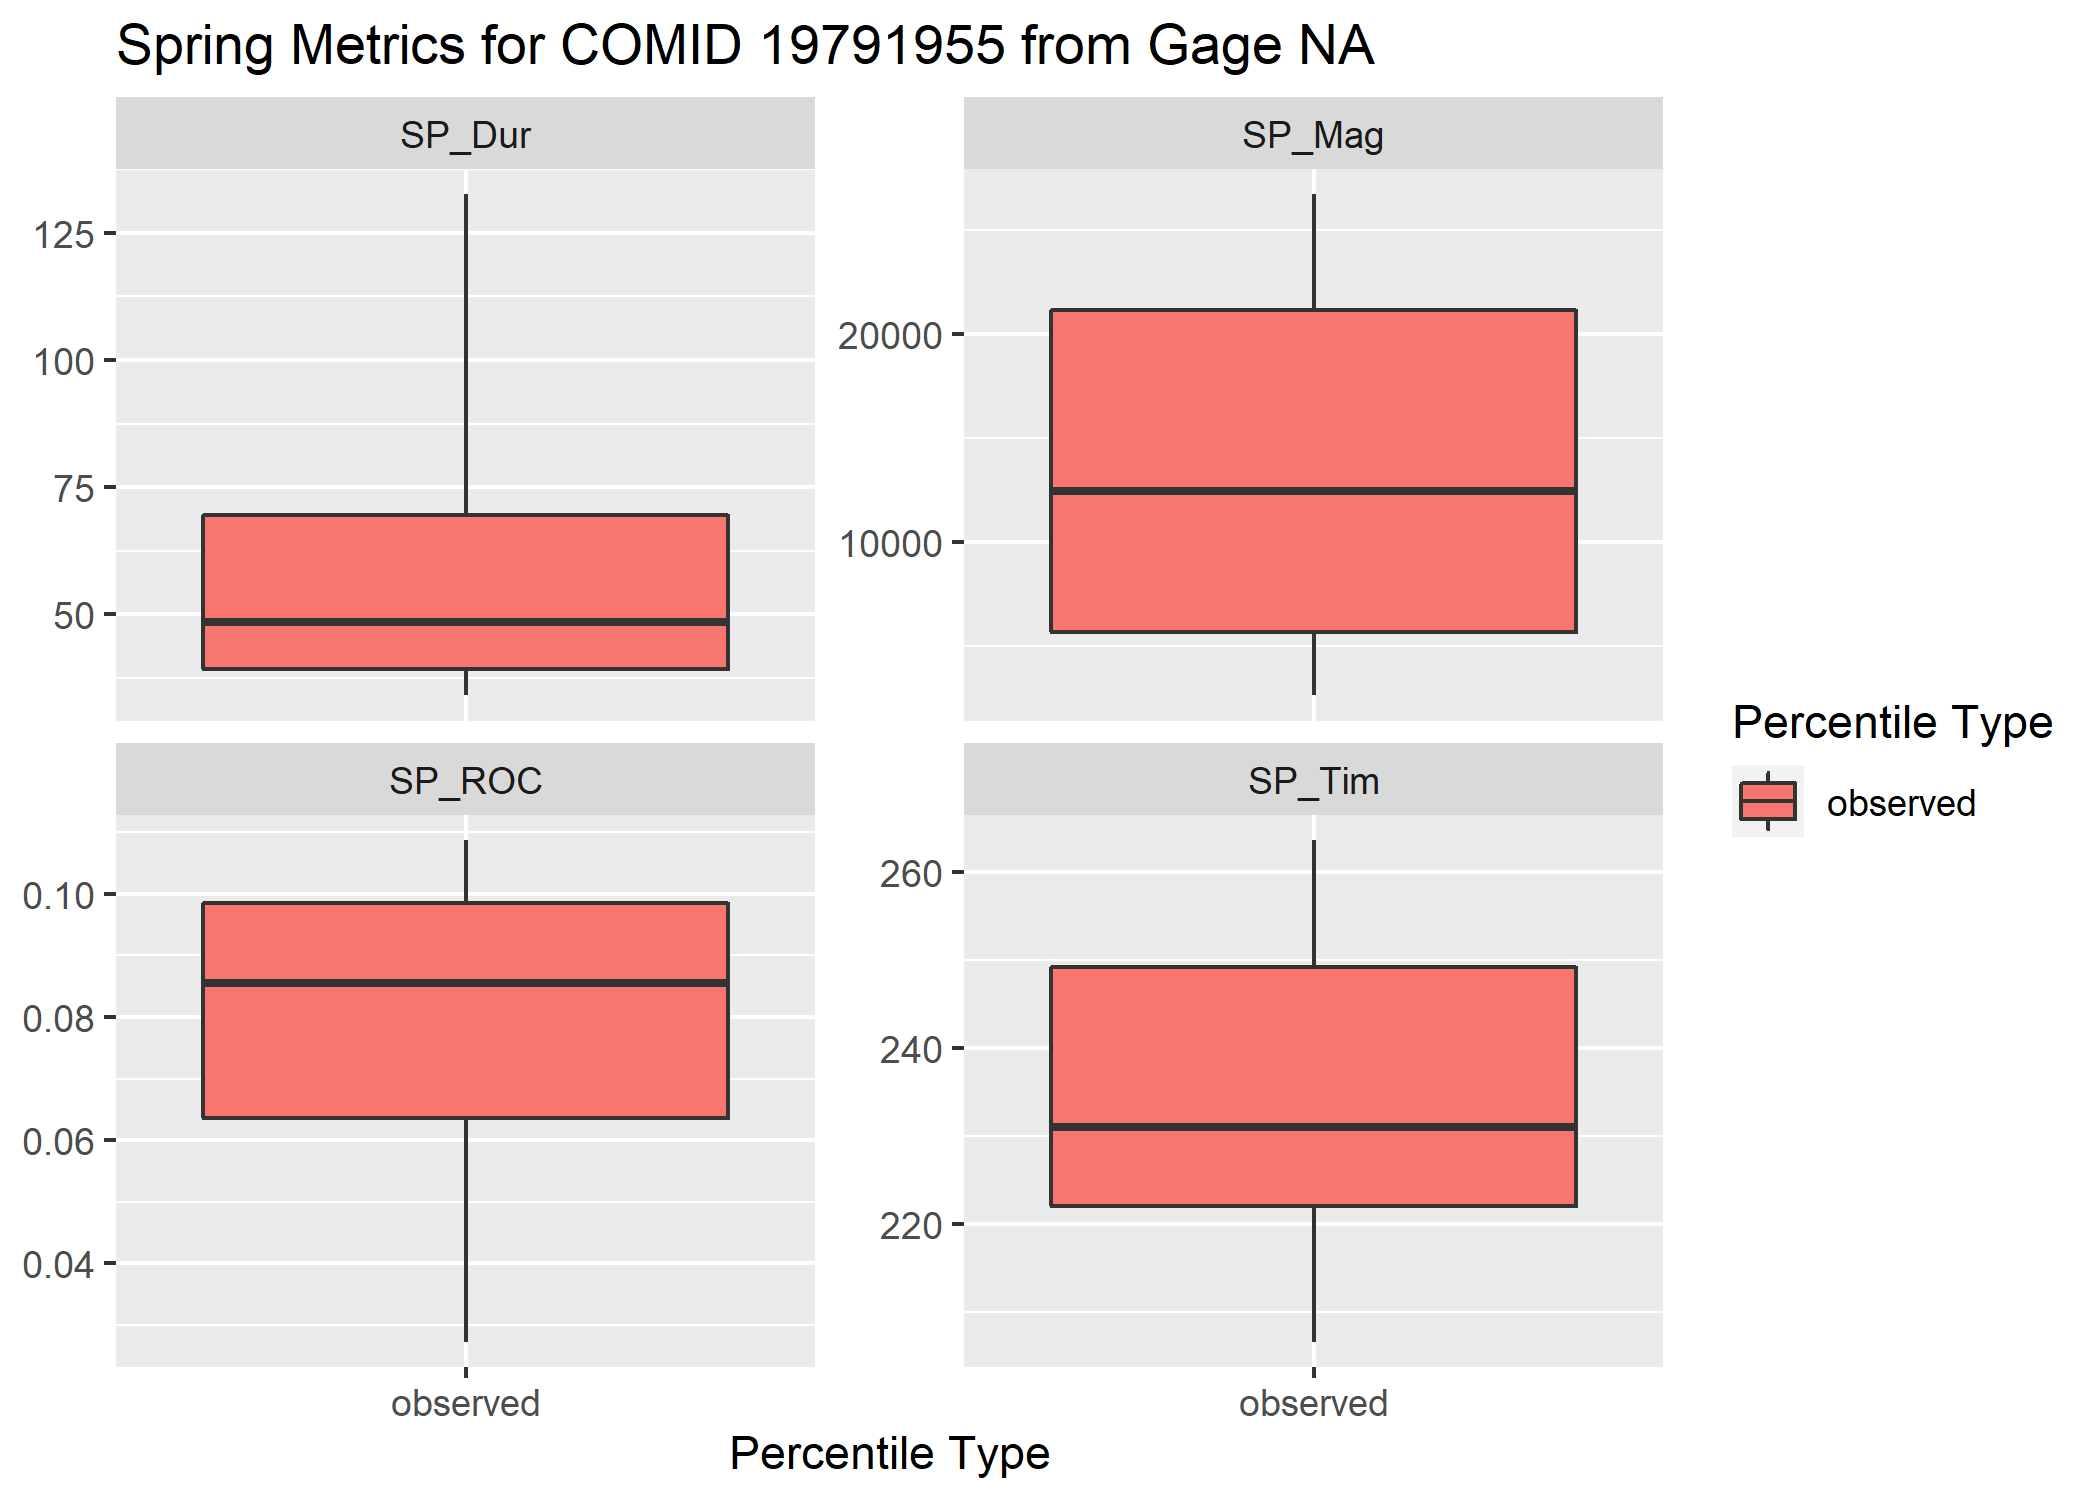 Spring Metrics for COMID 19791955 from Gage NA
SP_Dur
SP_Mag
125
100
75
50
20000
10000
SP_ROC
SP_Tim
0.10
0.08
0.06
0.04
260
240
220
observed
observed
Percentile Type
Percentile Type
observed